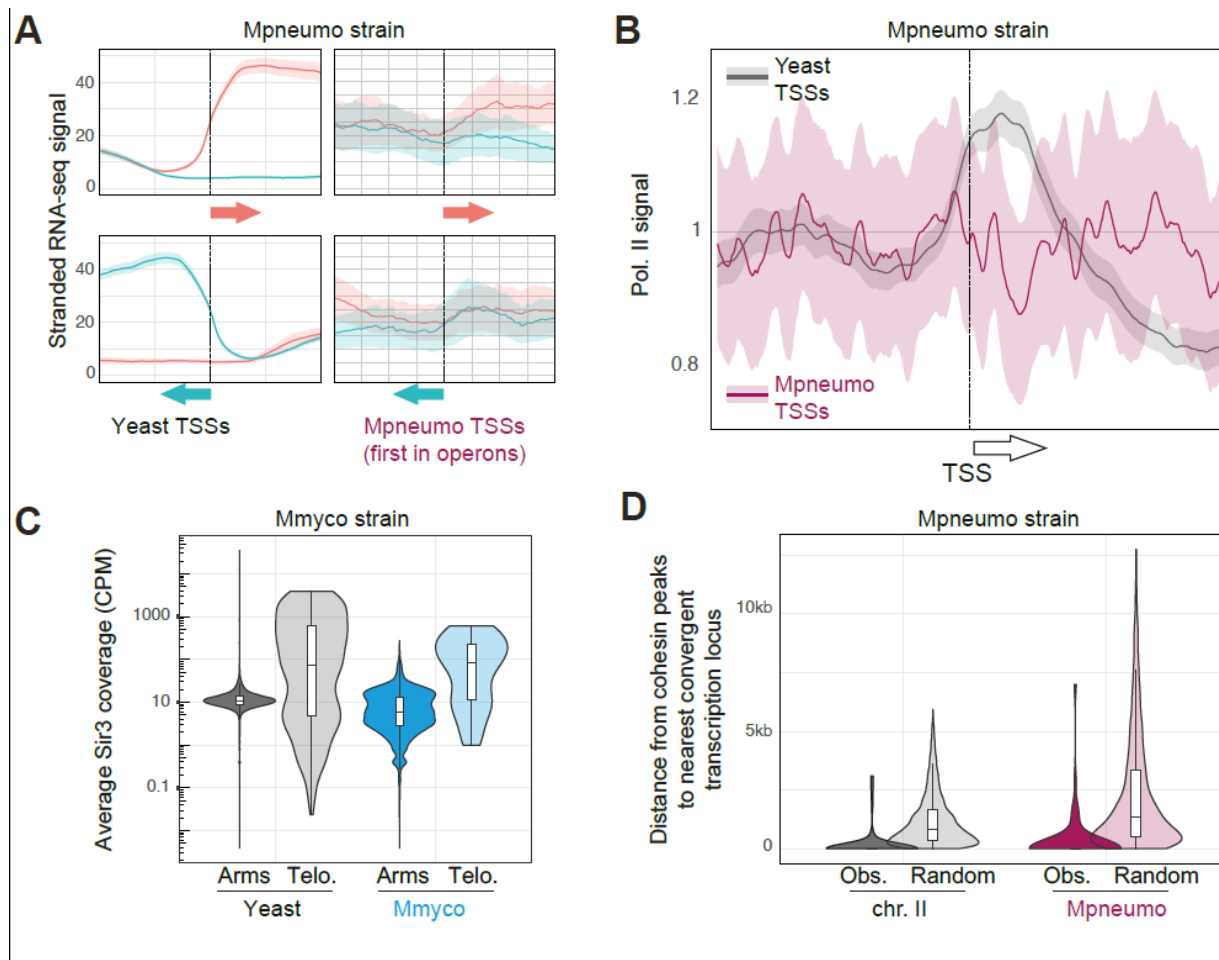 A
Mpneumo strain
Stranded RNA-seq signal
40
20
0
40
20
0
Yeast TSSs
Mpneumo TSSs
(first in operons)
B
Mpneumo strain
Pol. II signal
1.2
1
0.8
Yeast
TSSs
Mpneumo
TSSs
TSS
C
Mmyco strain
Average Sir3 coverage (CPM)
1000
10
0.1
Arms Telo. Arms Telo.
Yeast Mmyco
D
Mpneumo strain
Distance from cohesin peaks
to nearest convergent
transcription locus
10kb
5kb
0
Obs. Random Obs. Random
chr. II Mpneumo